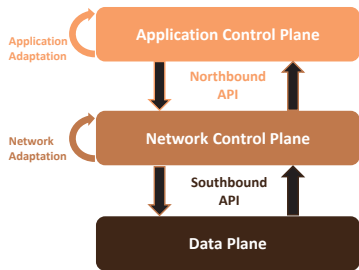 Application Control Plane
Application
Adaptation
Northbound
API
Network Control Plane
Network
Adaptation
Southbound
API
Data Plane